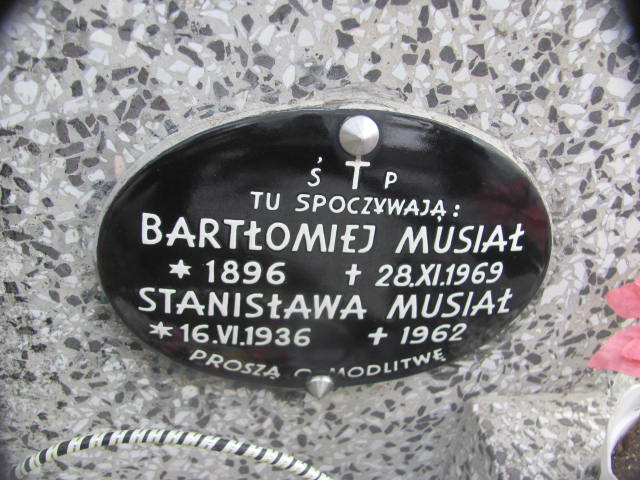 Ś † P
TU SPOCZYWAJĄ:
BARTŁOMIEJ MUSIAŁ
* 1896 † 28.XI.1969
STANISŁAWA MUSIAŁ
* 16.VI.1936 † 1962
PROSZĄ O MODLITWĘ